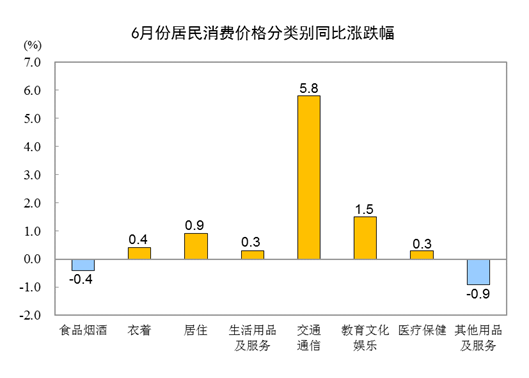 6月份居民消费价格分类别同比涨跌幅
(%)
7.0
6.0
5.0
4.0
3.0
2.0
1.0
0.0
-1.0
-2.0
-0.4
0.4
0.9
0.3
5.8
1.5
0.3
-0.9
食品烟酒
衣着
居住
生活用品
及服务
交通
通信
教育文化
娱乐
医疗保健
其他用品
及服务